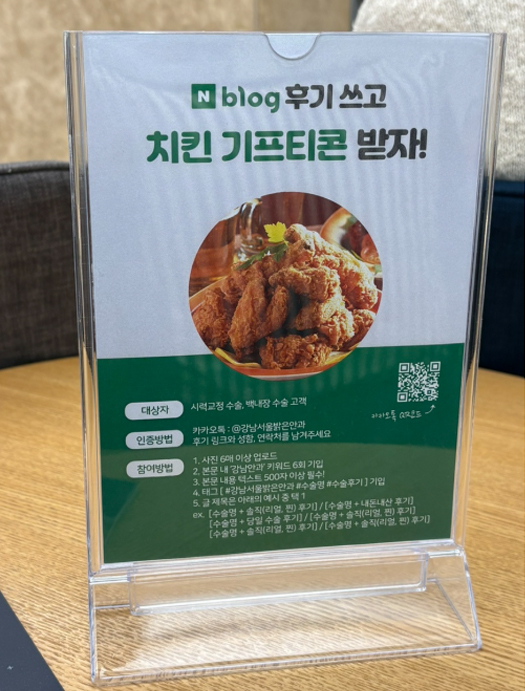 N blog 후기 쓰고
치킨 기프티콘 받자!
카카오톡 QR코드
대상자 시력교정 수술, 백내장 수술 고객
인증방법 카카오톡 : @강남서울밝은안과
후기 링크와 성함, 연락처를 남겨주세요
참여방법 1. 사진 6매 이상 업로드
2. 본문 내 '강남안과' 키워드 6회 기입
3. 본문 내용 텍스트 500자 이상 필수!
4. 태그 [ #강남서울밝은안과 #수술명 #수술후기 ] 기입
5. 글 제목은 아래의 예시 중 택 1
ex. [수술명 + 솔직(리얼, 찐) 후기] / [수술명 + 내돈내산 후기]
[수술명 + 당일 수술 후기] / [수술명 + 솔직(리얼, 찐) 후기]
[수술명 + 솔직(리얼, 찐) 후기] / [수술명 + 솔직(리얼, 찐) 후기]